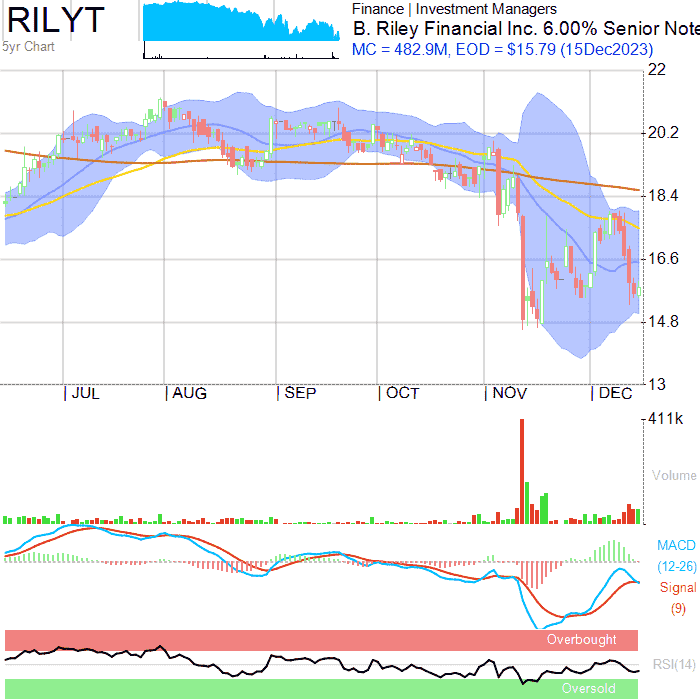 RILYT
5yr Chart
Finance | Investment Managers
B. Riley Financial Inc. 6.00% Senior Note
MC = 482.9M, EOD = $15.79 (15Dec2023)
22
20.2
18.4
16.6
14.8
13
JUL AUG SEP OCT NOV DEC
411k
Volume
MACD
(12-26)
Signal
(9)
Overbought
RSI(14)
Oversold